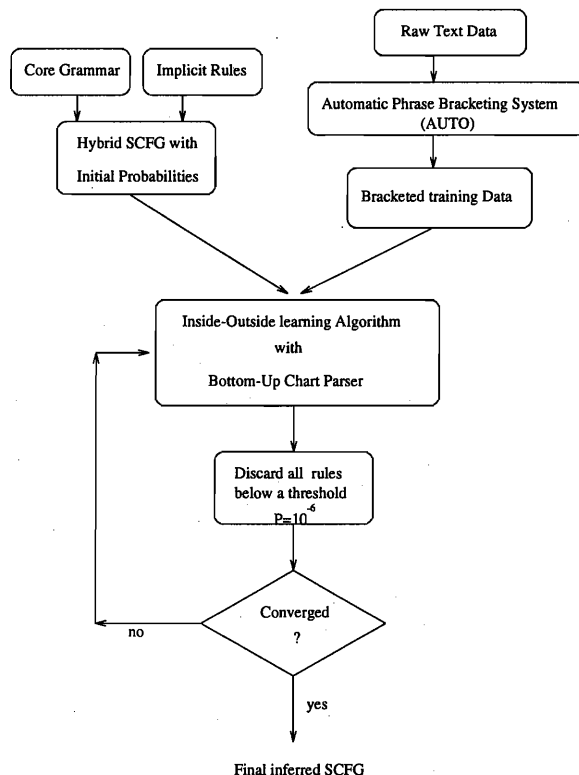 Raw Text Data
Core Grammar
Implicit Rules
Automatic Phrase Bracketing System
(AUTO)
Hybrid SCFG with
Initial Probabilities
Bracketed training Data
Inside-Outside learning Algorithm
with
Bottom-Up Chart Parser
Discard all rules
below a threshold
P=10^-6
Converged
?
no
yes
Final inferred SCFG